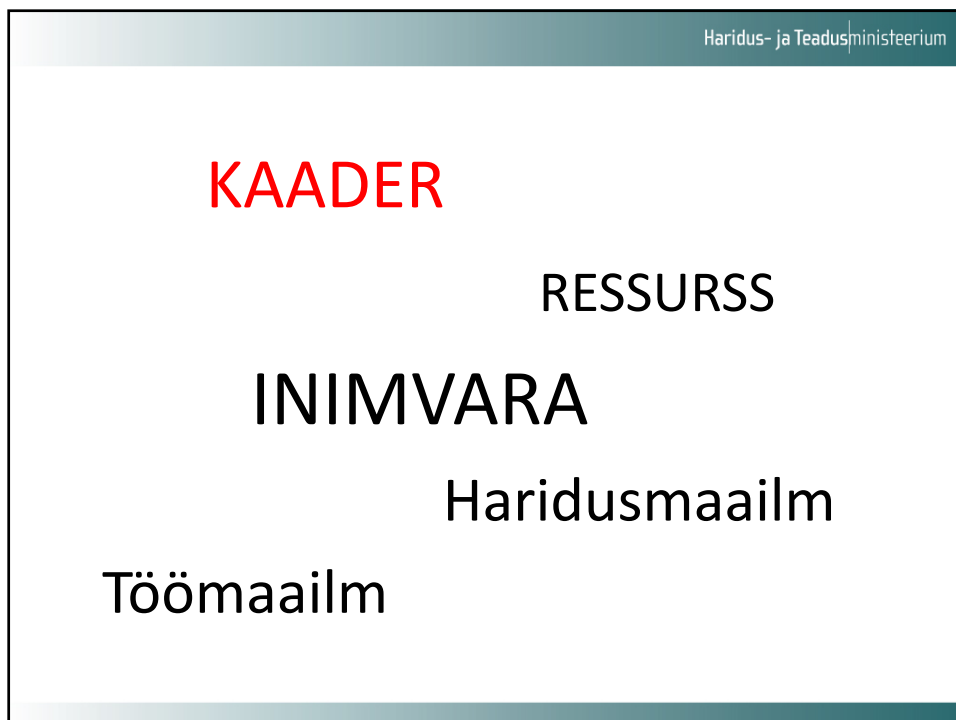 Haridus- ja Teadusministeerium
KAADER
RESSURSS
INIMVARA
Haridusmaailm
Töömaailm